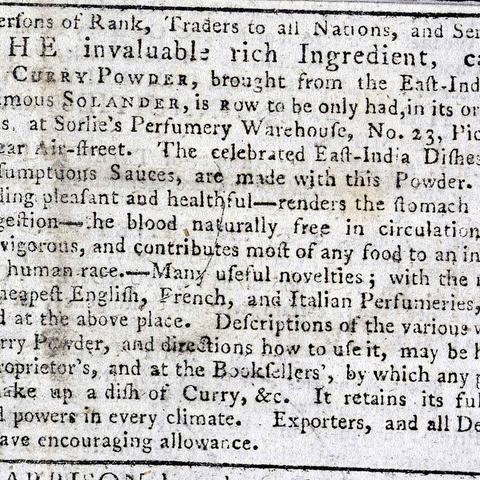 erſons of Rank, Traders to all Nations, and Se
HE invaluable rich Ingredient, ca
CURRY POWDER, brought from the Eaſt-Ind
amous SOLANDER, is now to be only had, in its or
s, at Sorlie's Perfumery Warehouſe, No. 23, Pic
ear Air-ſtreet. The celebrated Eaſt-India Diſhes
ſumptuous Sauces, are made with this Powder.
ding pleasant and healthful—renders the ſtomach
geſtion—the blood naturally free in circulation
vigorous, and contributes moſt of any food to an in
human race.—Many uſeful novelties; with the
heapeſt Engliſh, French, and Italian Perfumeries,
d at the above place. Deſcriptions of the various
rry Powder, and directions how to uſe it, may be h
roprietor's, and at the Bookſellers', by which any p
ake up a diſh of Curry, &c. It retains its ful
d powers in every climate. Exporters, and all De
ave encouraging allowance.
ARRISON